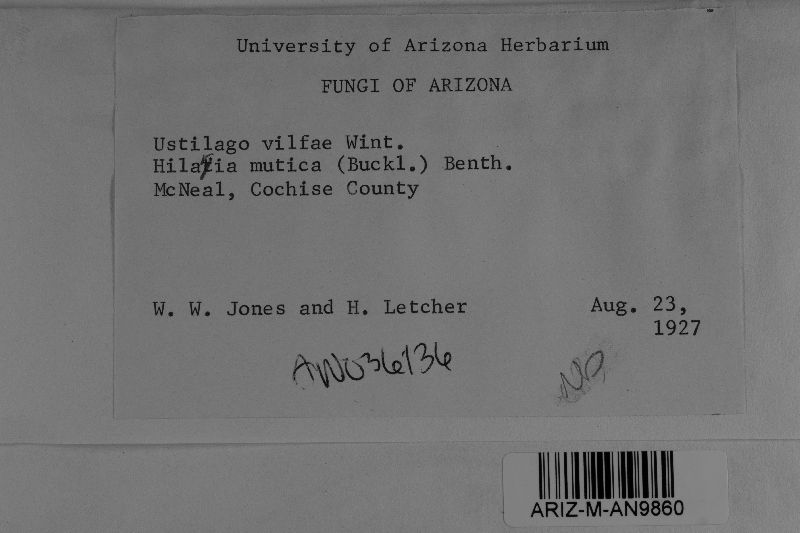 University of Arizona Herbarium
FUNGI OF ARIZONA
Ustilago vilfae Wint.
Hilaria mutica (Buckl.) Benth.
McNeal, Cochise County
W. W. Jones and H. Letcher
Aug. 23,
1927
AN036136
ARIZ-M-AN9860